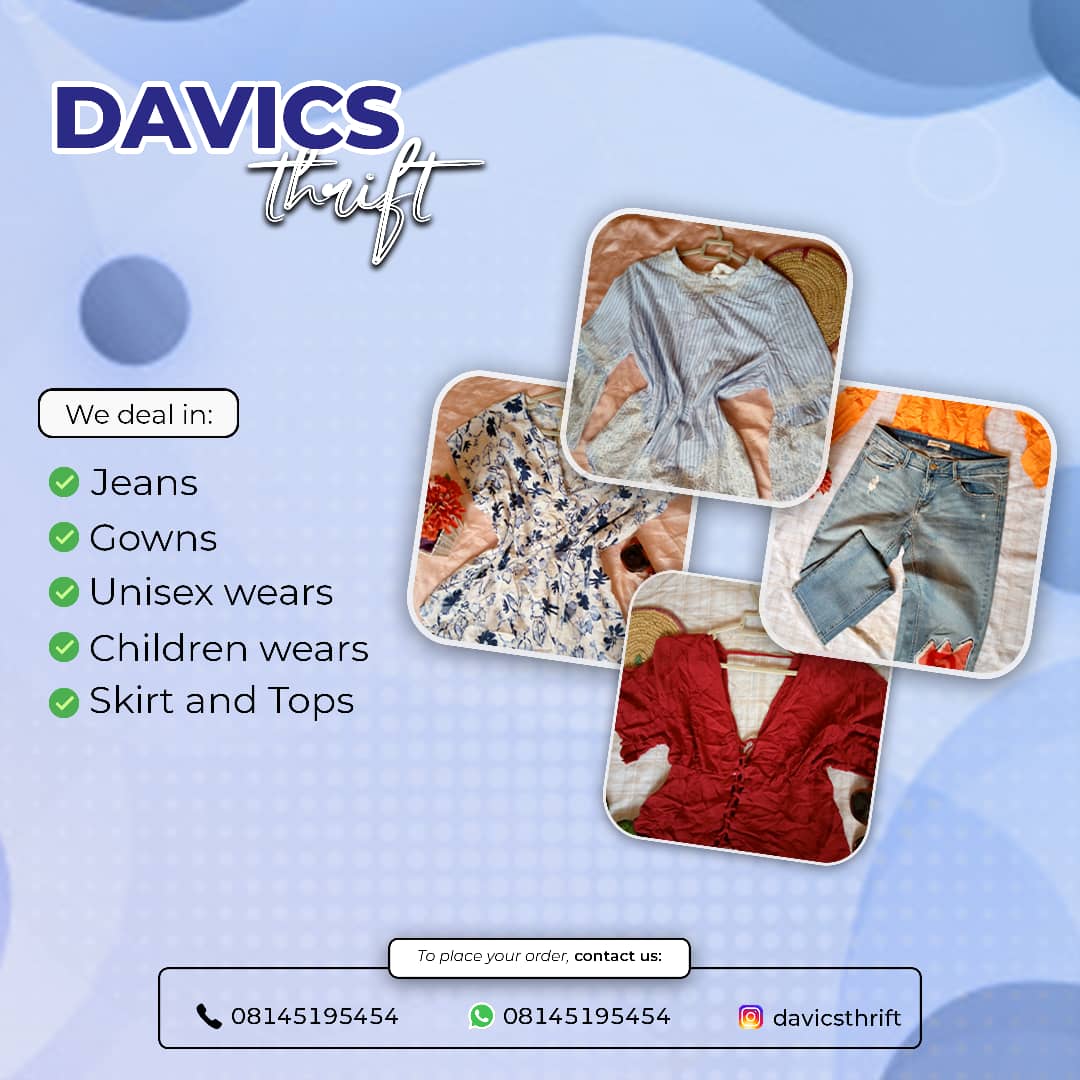 DAVICS
thrift
We deal in:
Jeans
Gowns
Unisex wears
Children wears
Skirt and Tops
To place your order, contact us:
08145195454
08145195454
davicsthrift